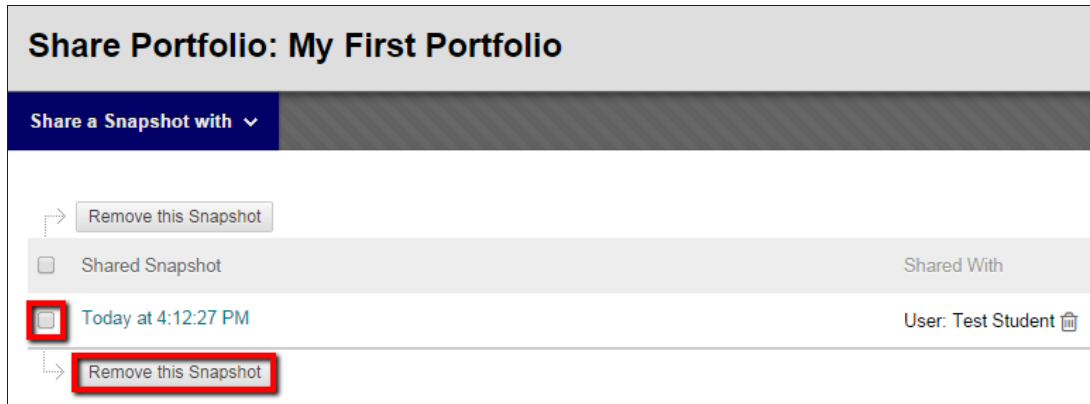 Share Portfolio: My First Portfolio
Share a Snapshot with
Remove this Snapshot
Shared Snapshot Shared With
Today at 4:12:27 PM User: Test Student
Remove this Snapshot